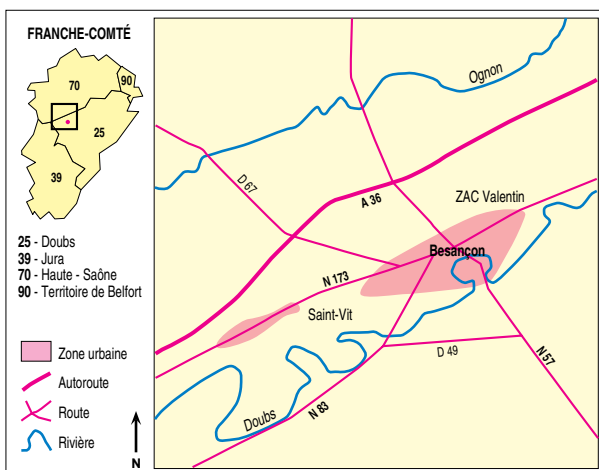 FRANCHE-COMTÉ
70
90
25
39
25 - Doubs
39 - Jura
70 - Haute - Saône
90 - Territoire de Belfort
Zone urbaine
Autoroute
Route
Rivière
N
Ognon
D 67
A 36
ZAC Valentin
Besançon
N 173
Saint-Vit
D 49
N 57
Doubs
N 83